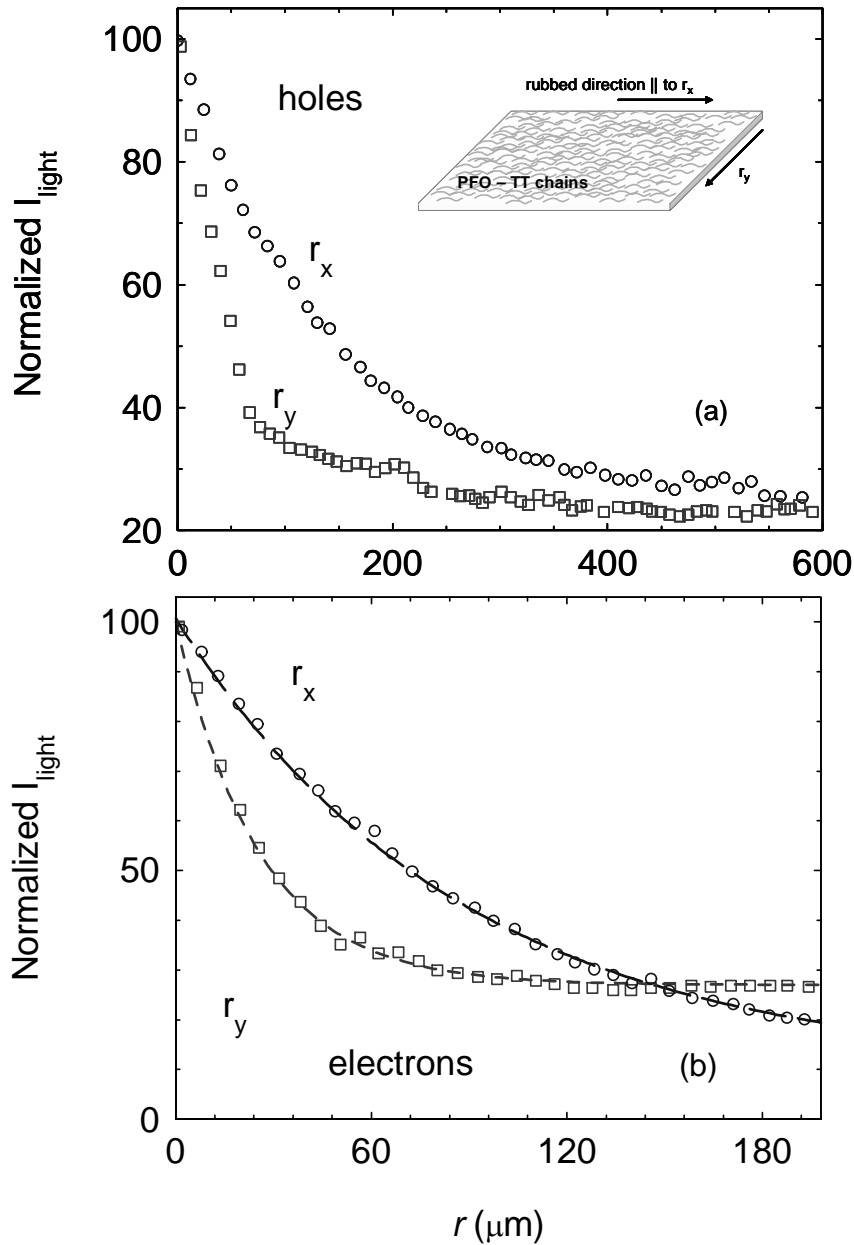 100
80
60
40
20
Normalized I_light
holes
rubbed direction || to r_x
PFO – TT chains
r_y
r_x
r_y
(a)
0 200 400 600
100
50
0
Normalized I_light
r_x
r_y
electrons
(b)
0 60 120 180
r (μm)